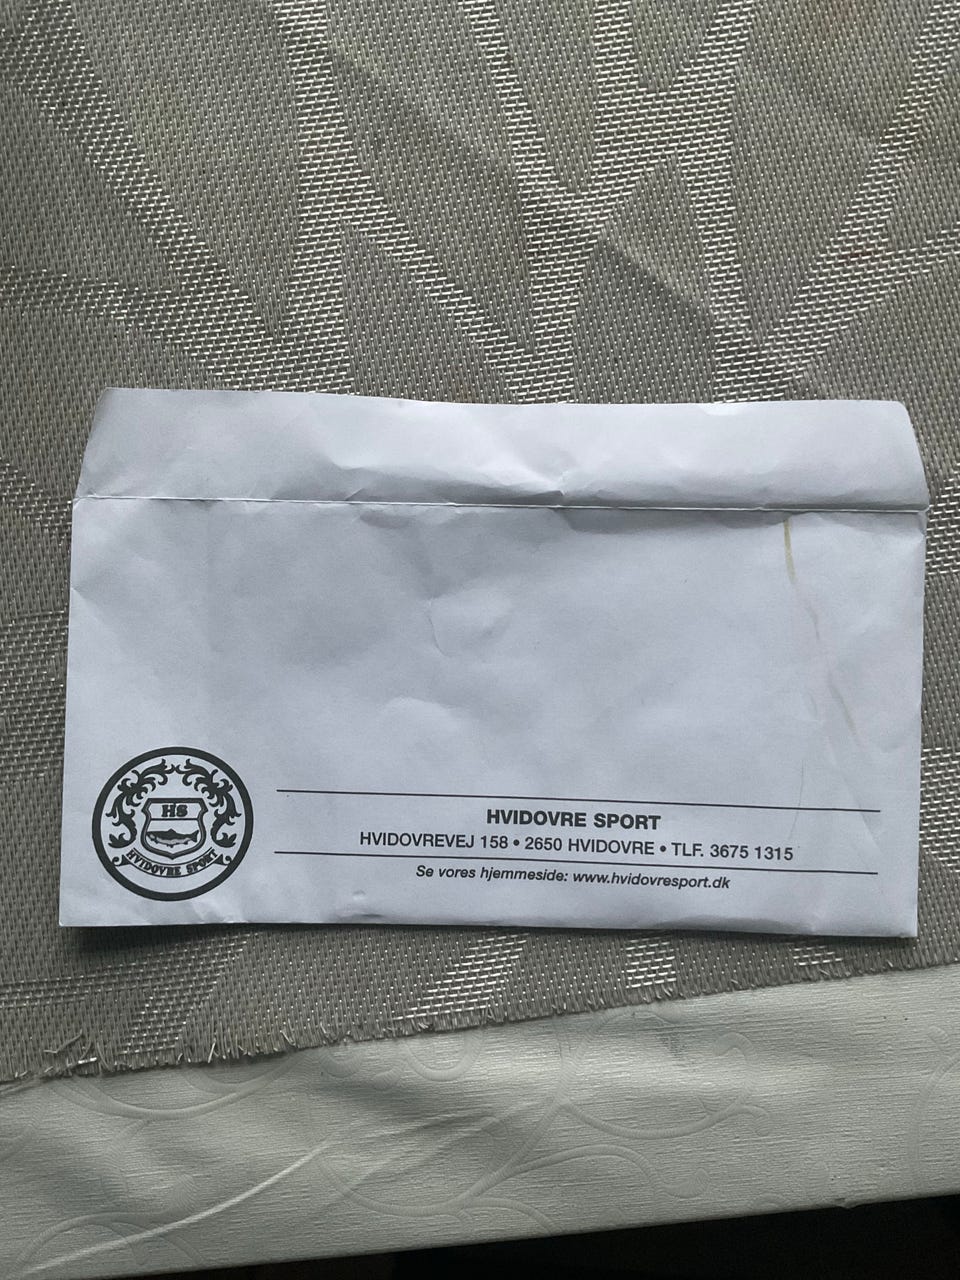 HS
HVIDOVRE SPORT
HVIDOVRE SPORT
HVIDOVREVEJ 158 • 2650 HVIDOVRE • TLF. 3675 1315
Se vores hjemmeside: www.hvidovresport.dk